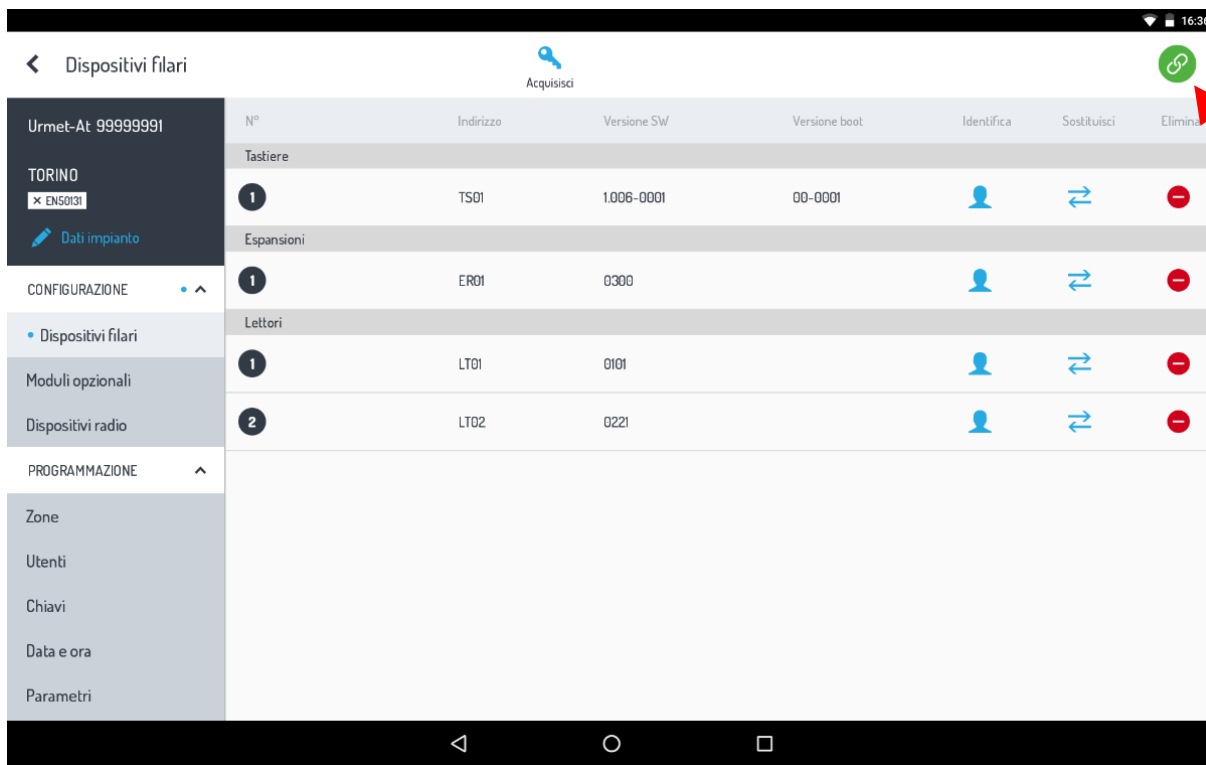 16:36
Dispositivi filari
Acquisisci
Urmet-At 99999991
TORINO
× EN50131
Dati impianto
CONFIGURAZIONE
• Dispositivi filari
Moduli opzionali
Dispositivi radio
PROGRAMMAZIONE
Zone
Utenti
Chiavi
Data e ora
Parametri
N° Indirizzo Versione SW Versione boot Identifica Sostituisci Elimina
Tastiere
1 TS01 1.006-0001 00-0001
Espansioni
1 ER01 0300
Lettori
1 LT01 0101
2 LT02 0221